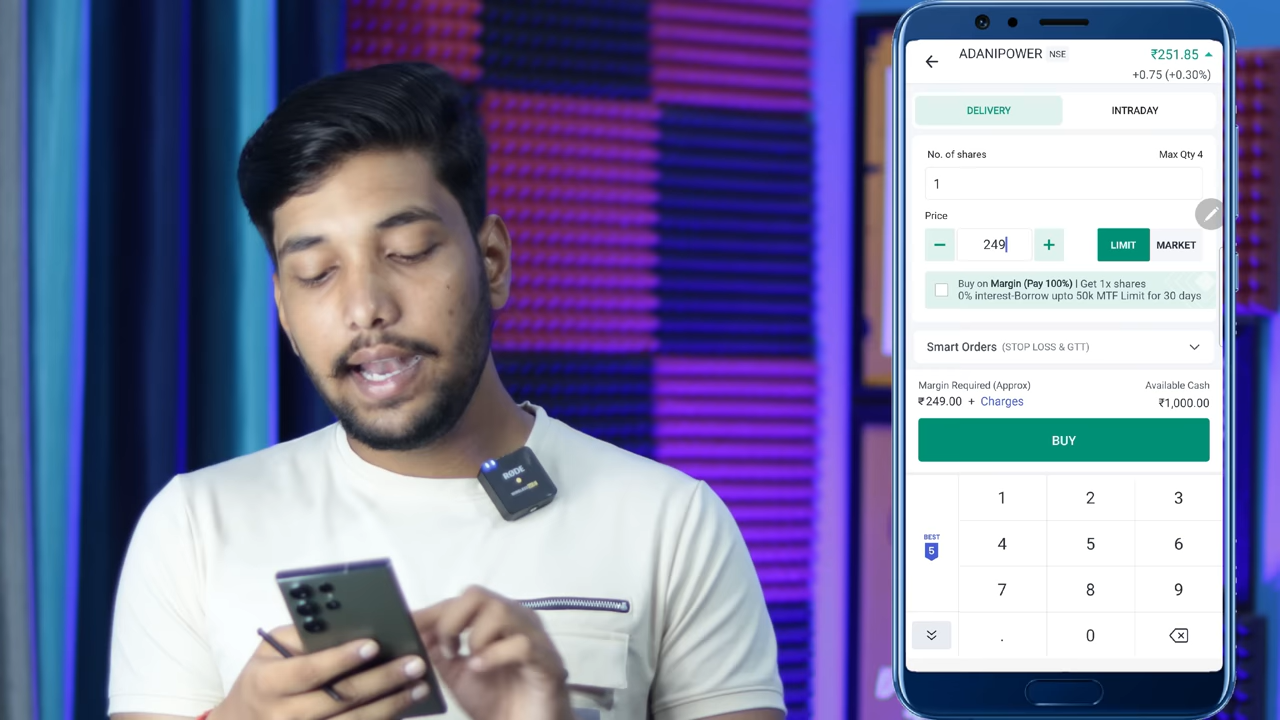 ADANIPOWER NSE
₹251.85
+0.75 (+0.30%)
DELIVERY
INTRADAY
No. of shares
Max Qty 4
1
Price
249
LIMIT
MARKET
Buy on Margin (Pay 100%) | Get 1x shares
0% interest-Borrow upto 50k MTF Limit for 30 days
Smart Orders (STOP LOSS & GTT)
Margin Required (Approx)
Available Cash
₹249.00 + Charges
₹1,000.00
BUY
1 2 3
BEST
5
4 5 6
7 8 9
. 0
RODE